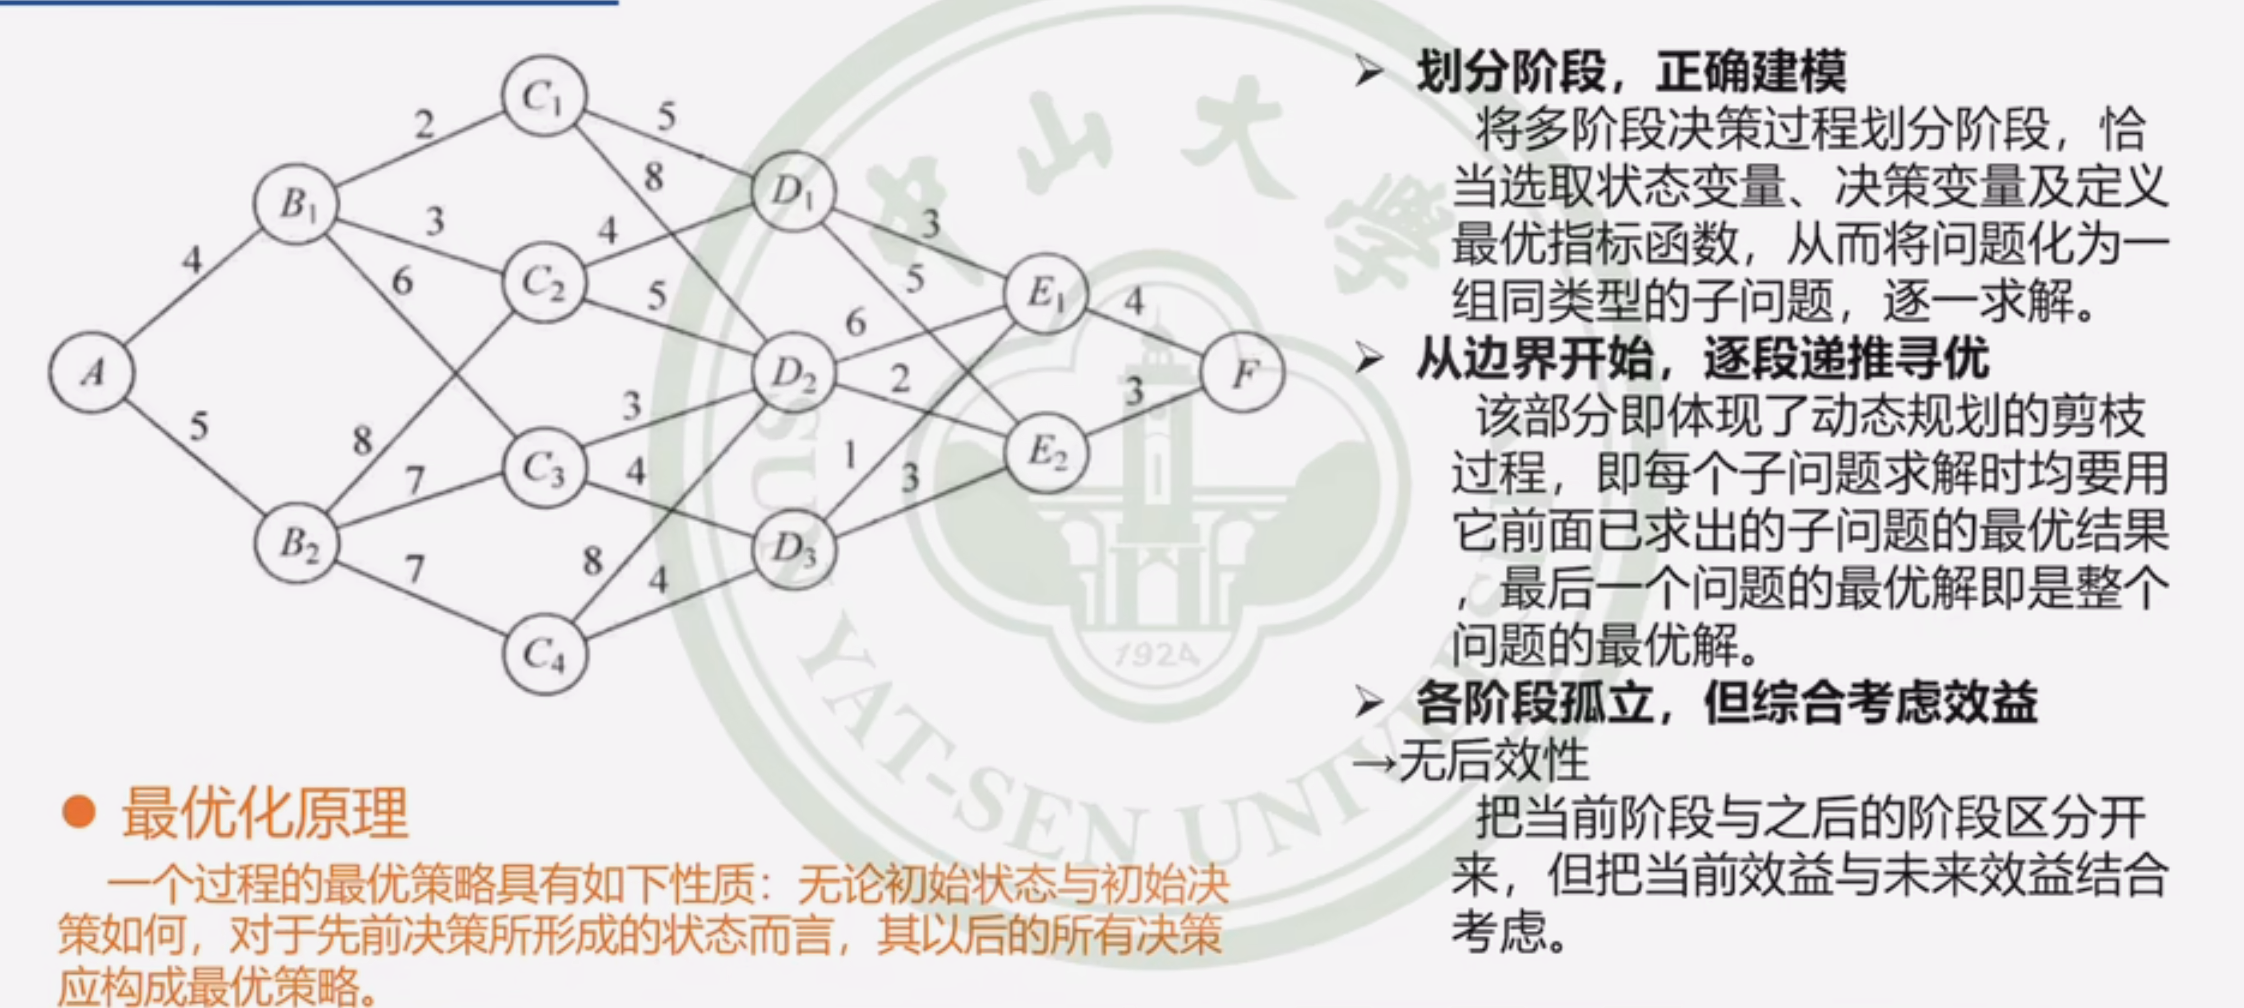 C1
2
5
8
B1
D1
3
4
3
4
6
C2
5
5
E1
4
6
A
D2
F
2
3
5
3
8
1
E2
7
C3
4
3
B2
D3
7
8
4
C4
● 最优化原理
一个过程的最优策略具有如下性质：无论初始状态与初始决
策如何，对于先前决策所形成的状态而言，其以后的所有决策
应构成最优策略。
➢ 划分阶段，正确建模
将多阶段决策过程划分阶段，恰
当选取状态变量、决策变量及定义
最优指标函数，从而将问题化为一
组同类型的子问题，逐一求解。
➢ 从边界开始，逐段递推寻优
该部分即体现了动态规划的剪枝
过程，即每个子问题求解时均要用
它前面已求出的子问题的最优结果
，最后一个问题的最优解即是整个
问题的最优解。
➢ 各阶段孤立，但综合考虑效益
→无后效性
把当前阶段与之后的阶段区分开
来，但把当前效益与未来效益结合
考虑。
中山大學
1924
SUN YAT-SEN UNIVERSITY